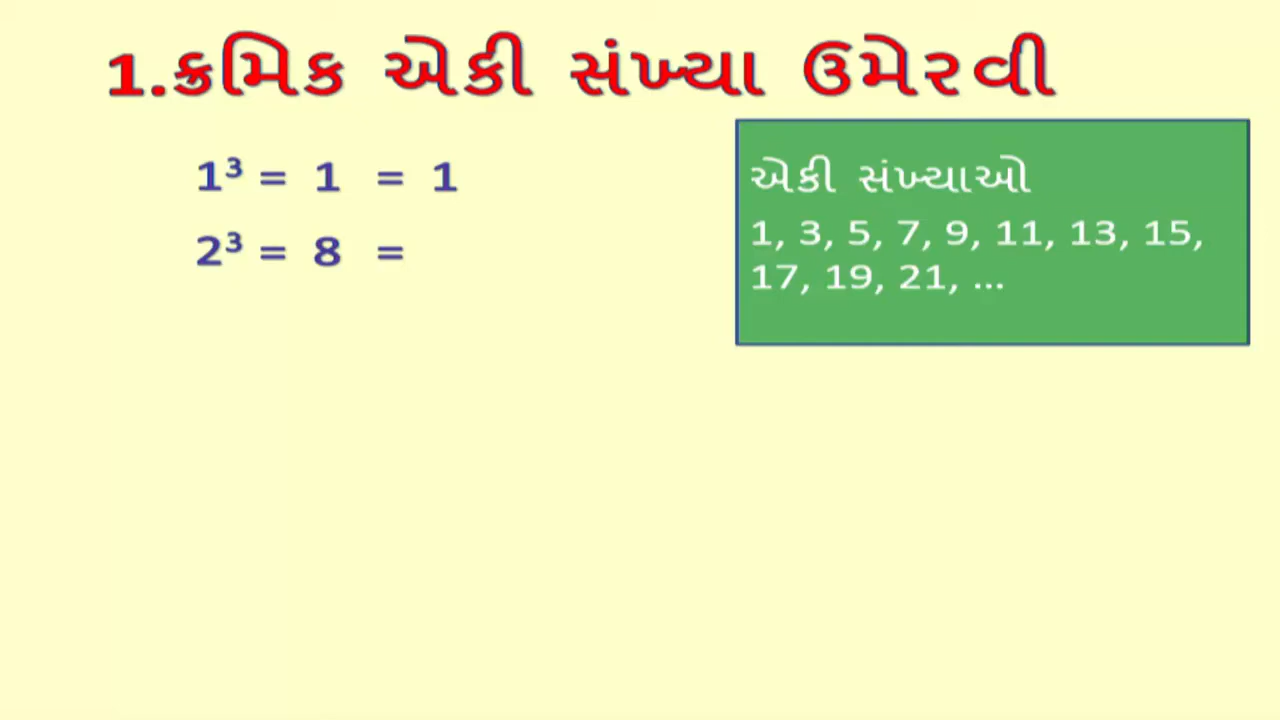 1.ક્રમિક એકી સંખ્યા ઉમેરવી
1³ = 1 = 1
2³ = 8 =
એકી સંખ્યાઓ
1, 3, 5, 7, 9, 11, 13, 15,
17, 19, 21, ...